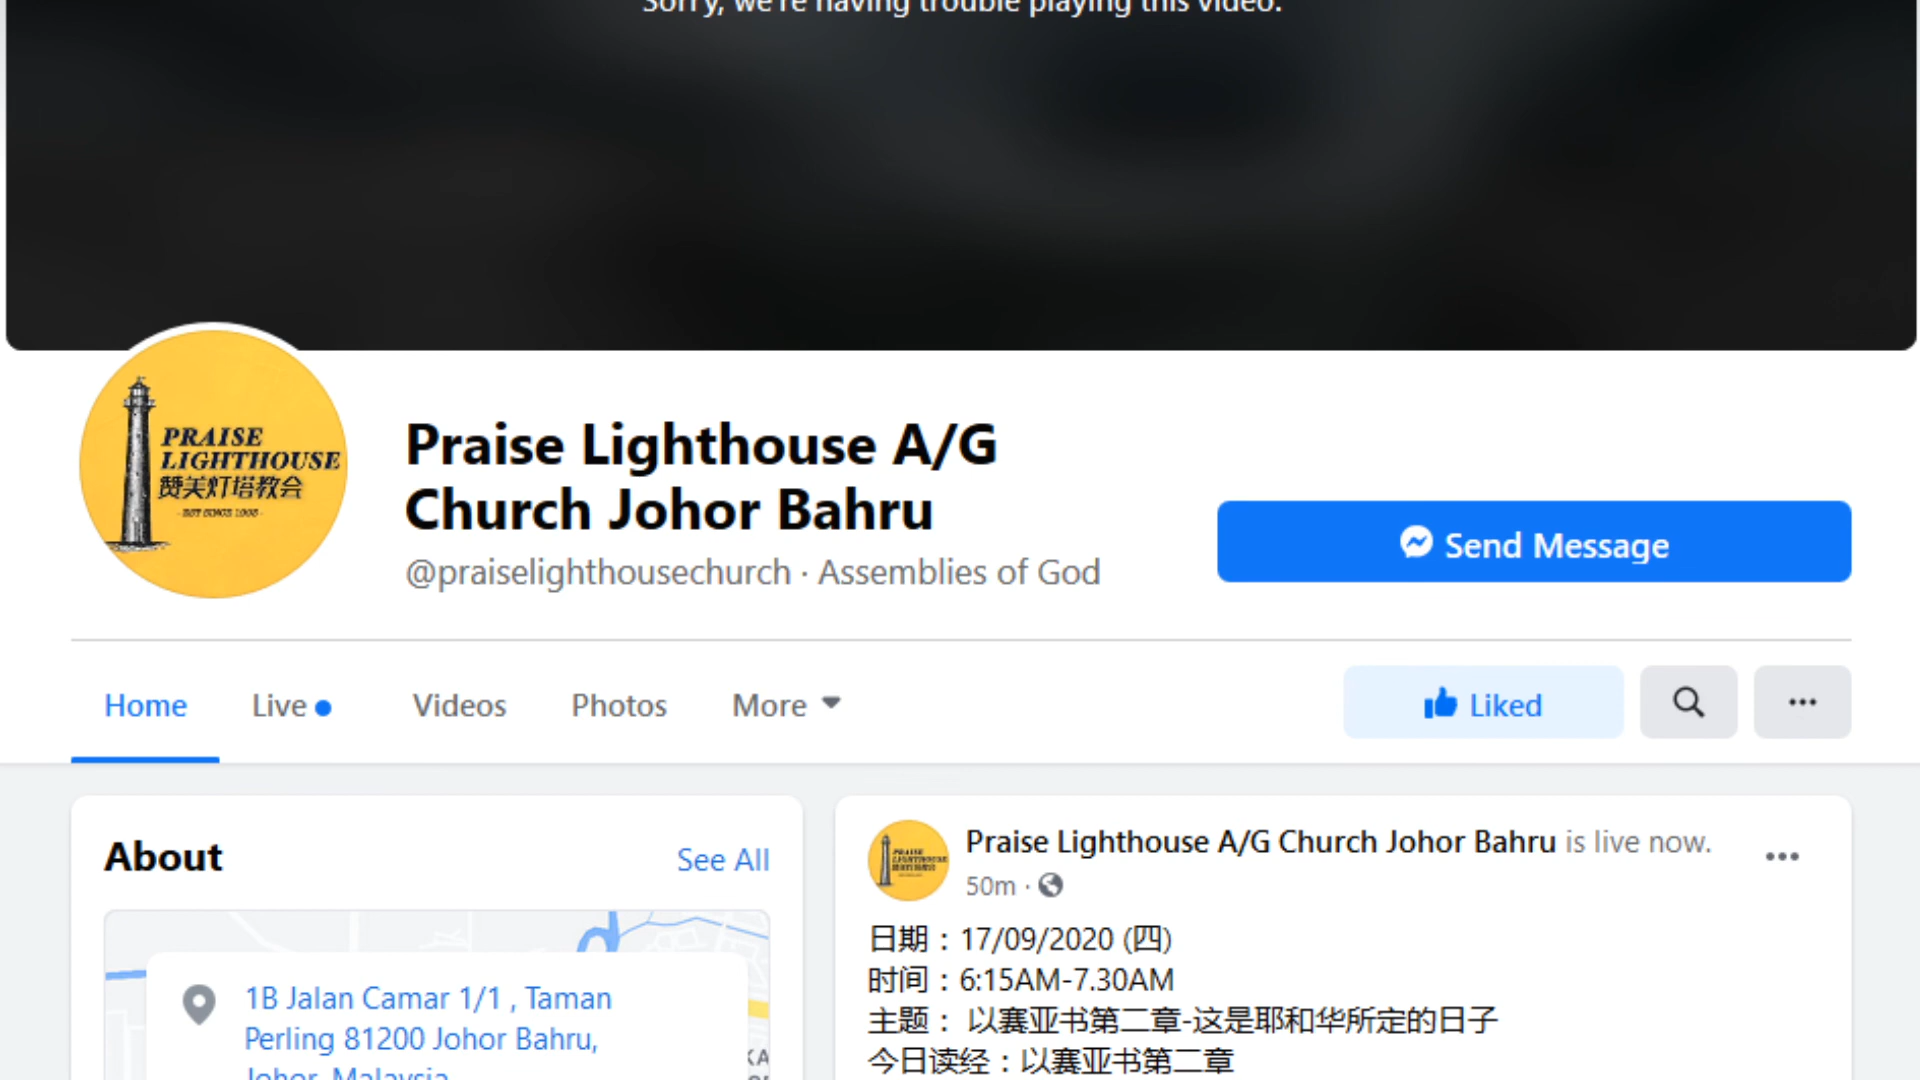 Sorry, we're having trouble playing this video.
PRAISE
LIGHTHOUSE
赞美灯塔教会
Praise Lighthouse A/G
Church Johor Bahru
@praiselighthousechurch · Assemblies of God
Send Message
Home
Live
Videos
Photos
More
Liked
About
See All
1B Jalan Camar 1/1 , Taman
Perling 81200 Johor Bahru,
Johor, Malaysia
PRAISE
LIGHTHOUSE
Praise Lighthouse A/G Church Johor Bahru is live now.
50m ·
日期：17/09/2020 (四)
时间：6:15AM-7.30AM
主题： 以赛亚书第二章-这是耶和华所定的日子
今日读经：以赛亚书第二章